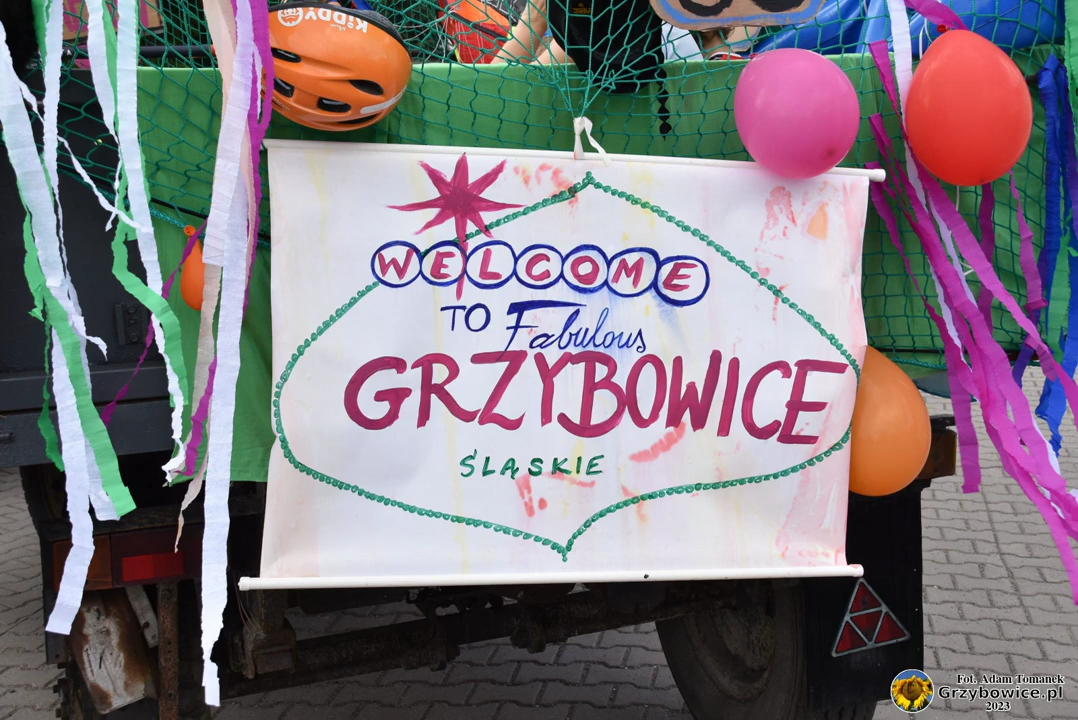 KiDDY
WELCOME
TO Fabulous
GRZYBOWICE
ŚLĄSKIE
Fot. Adam Tomanek
Grzybowice.pl
2023